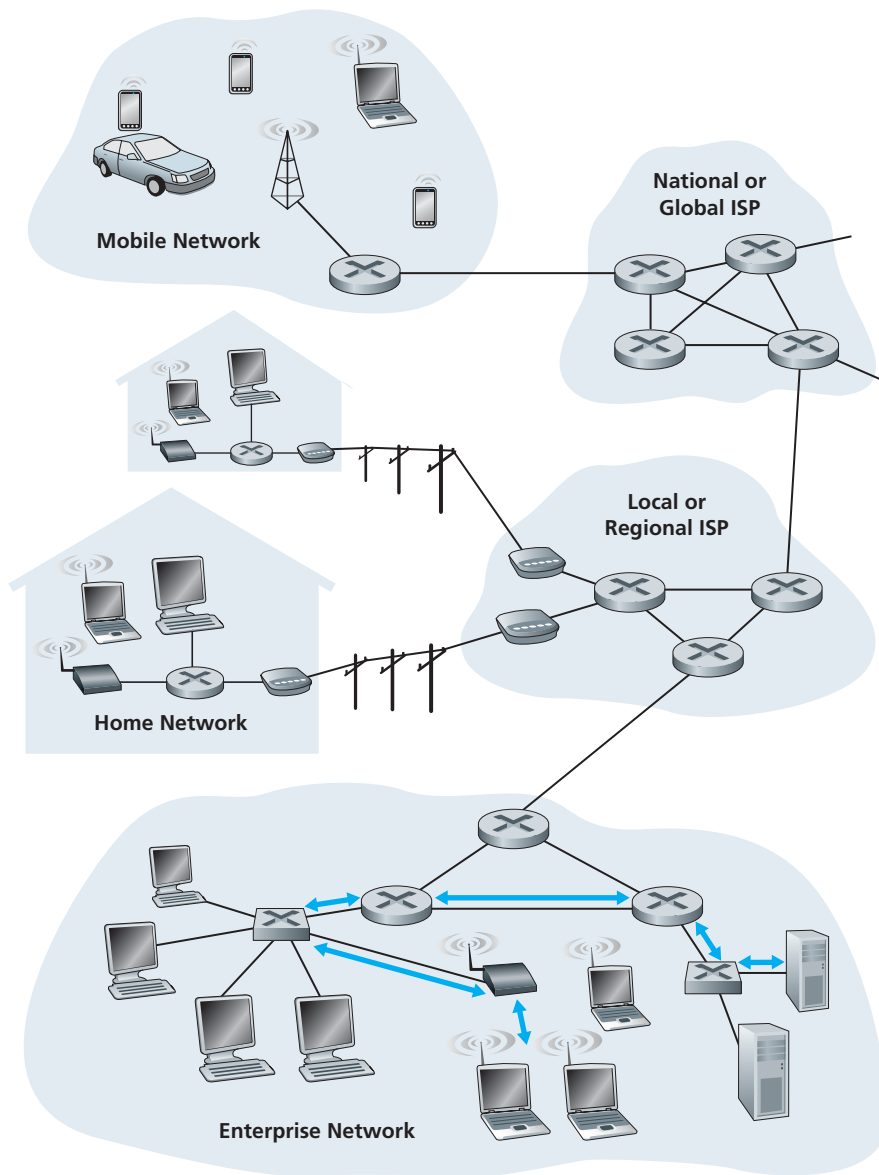 National or
Global ISP
Mobile Network
Local or
Regional ISP
Home Network
Enterprise Network